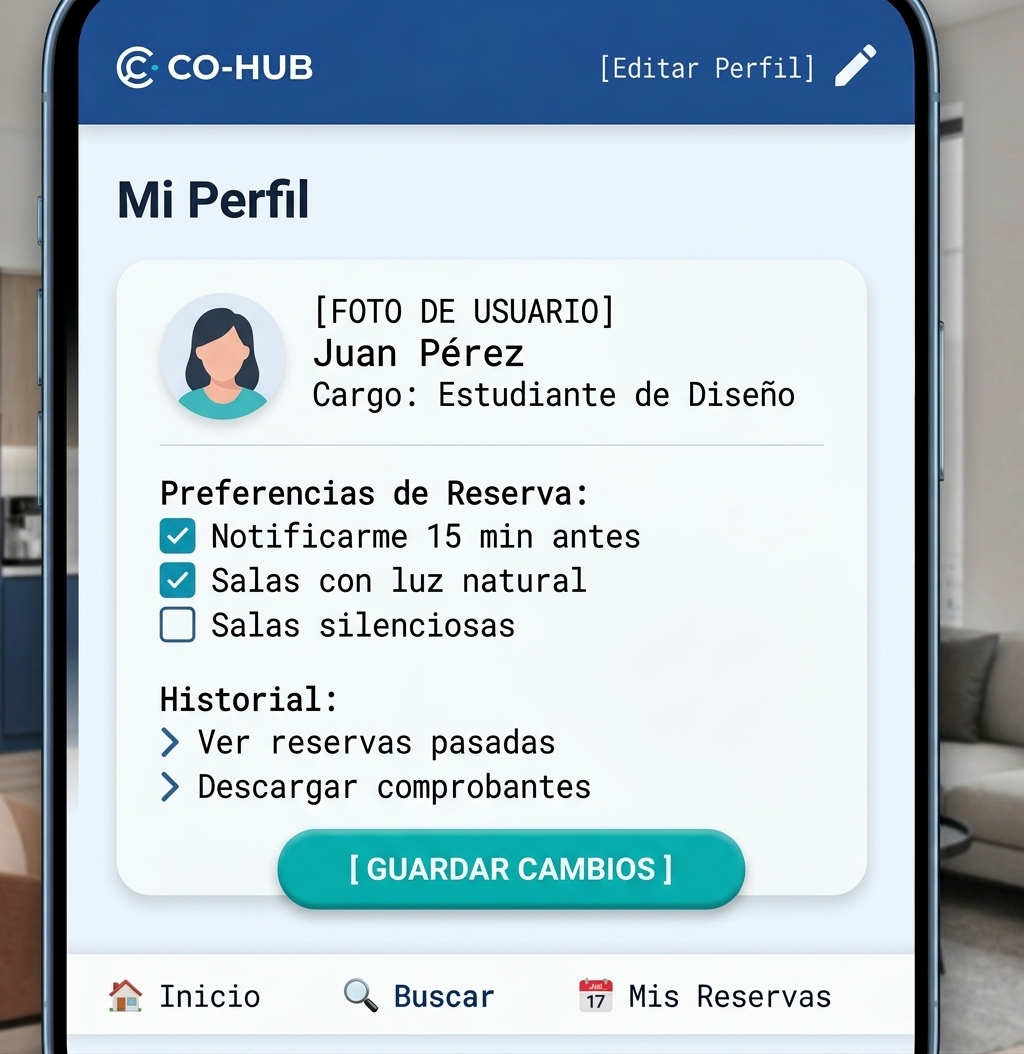 CO-HUB
[Editar Perfil]
Mi Perfil
[FOTO DE USUARIO]
Juan Pérez
Cargo: Estudiante de Diseño
Preferencias de Reserva:
Notificarme 15 min antes
Salas con luz natural
Salas silenciosas
Historial:
Ver reservas pasadas
Descargar comprobantes
[ GUARDAR CAMBIOS ]
Inicio
Buscar
17
Mis Reservas